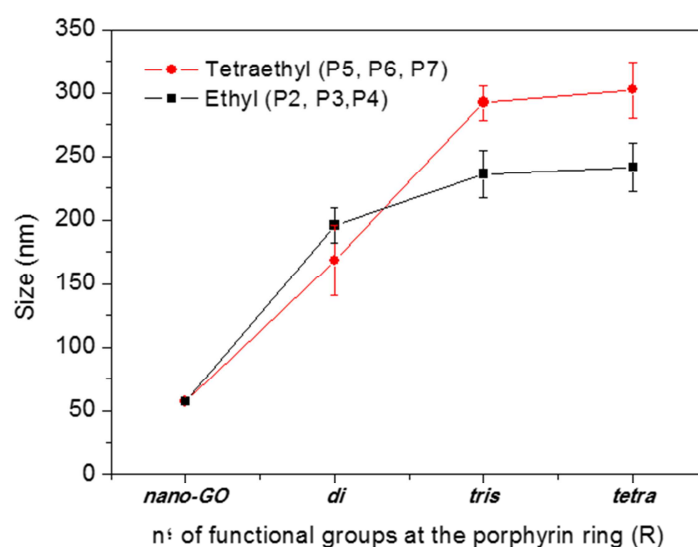 350
300
250
200
150
100
50
0
Size (nm)
Tetraethyl (P5, P6, P7)
Ethyl (P2, P3,P4)
nano-GO di tris tetra
of functional groups at the porphyrin ring (R)